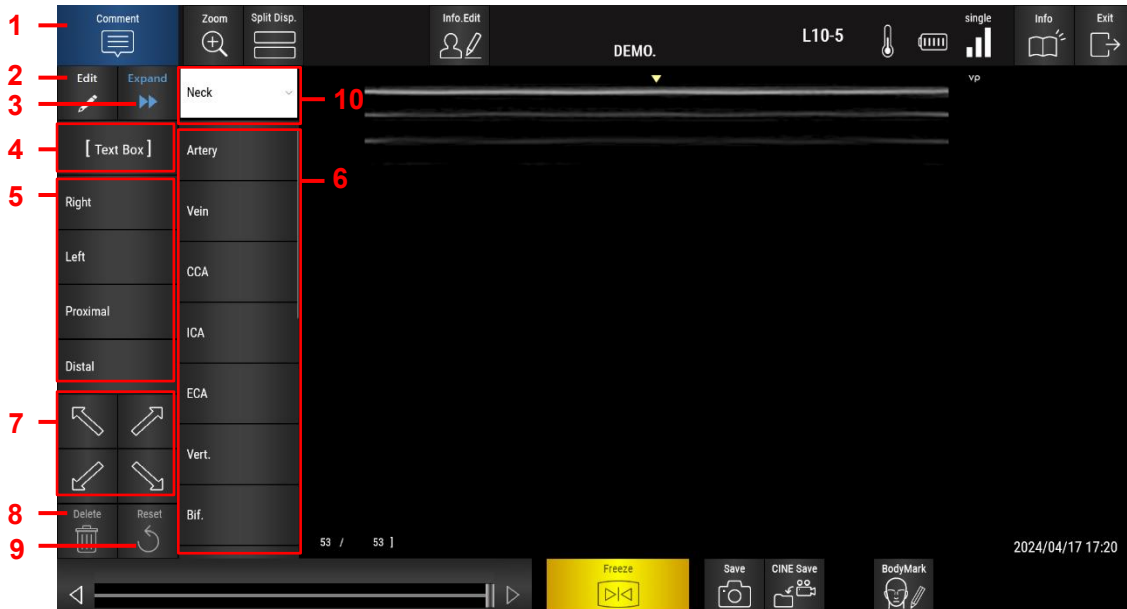 1
Comment
Zoom
Split Disp.
Info.Edit
DEMO.
L10-5
single
Info
Exit
2
Edit
Expand
3
Neck
10
vp
4
[ Text Box ]
Artery
6
5
Right
Vein
Left
CCA
Proximal
ICA
Distal
ECA
7
Vert.
8
Delete
Reset
Bif.
9
53 / 53 ]
2024/04/17 17:20
Freeze
Save
CINE Save
BodyMark